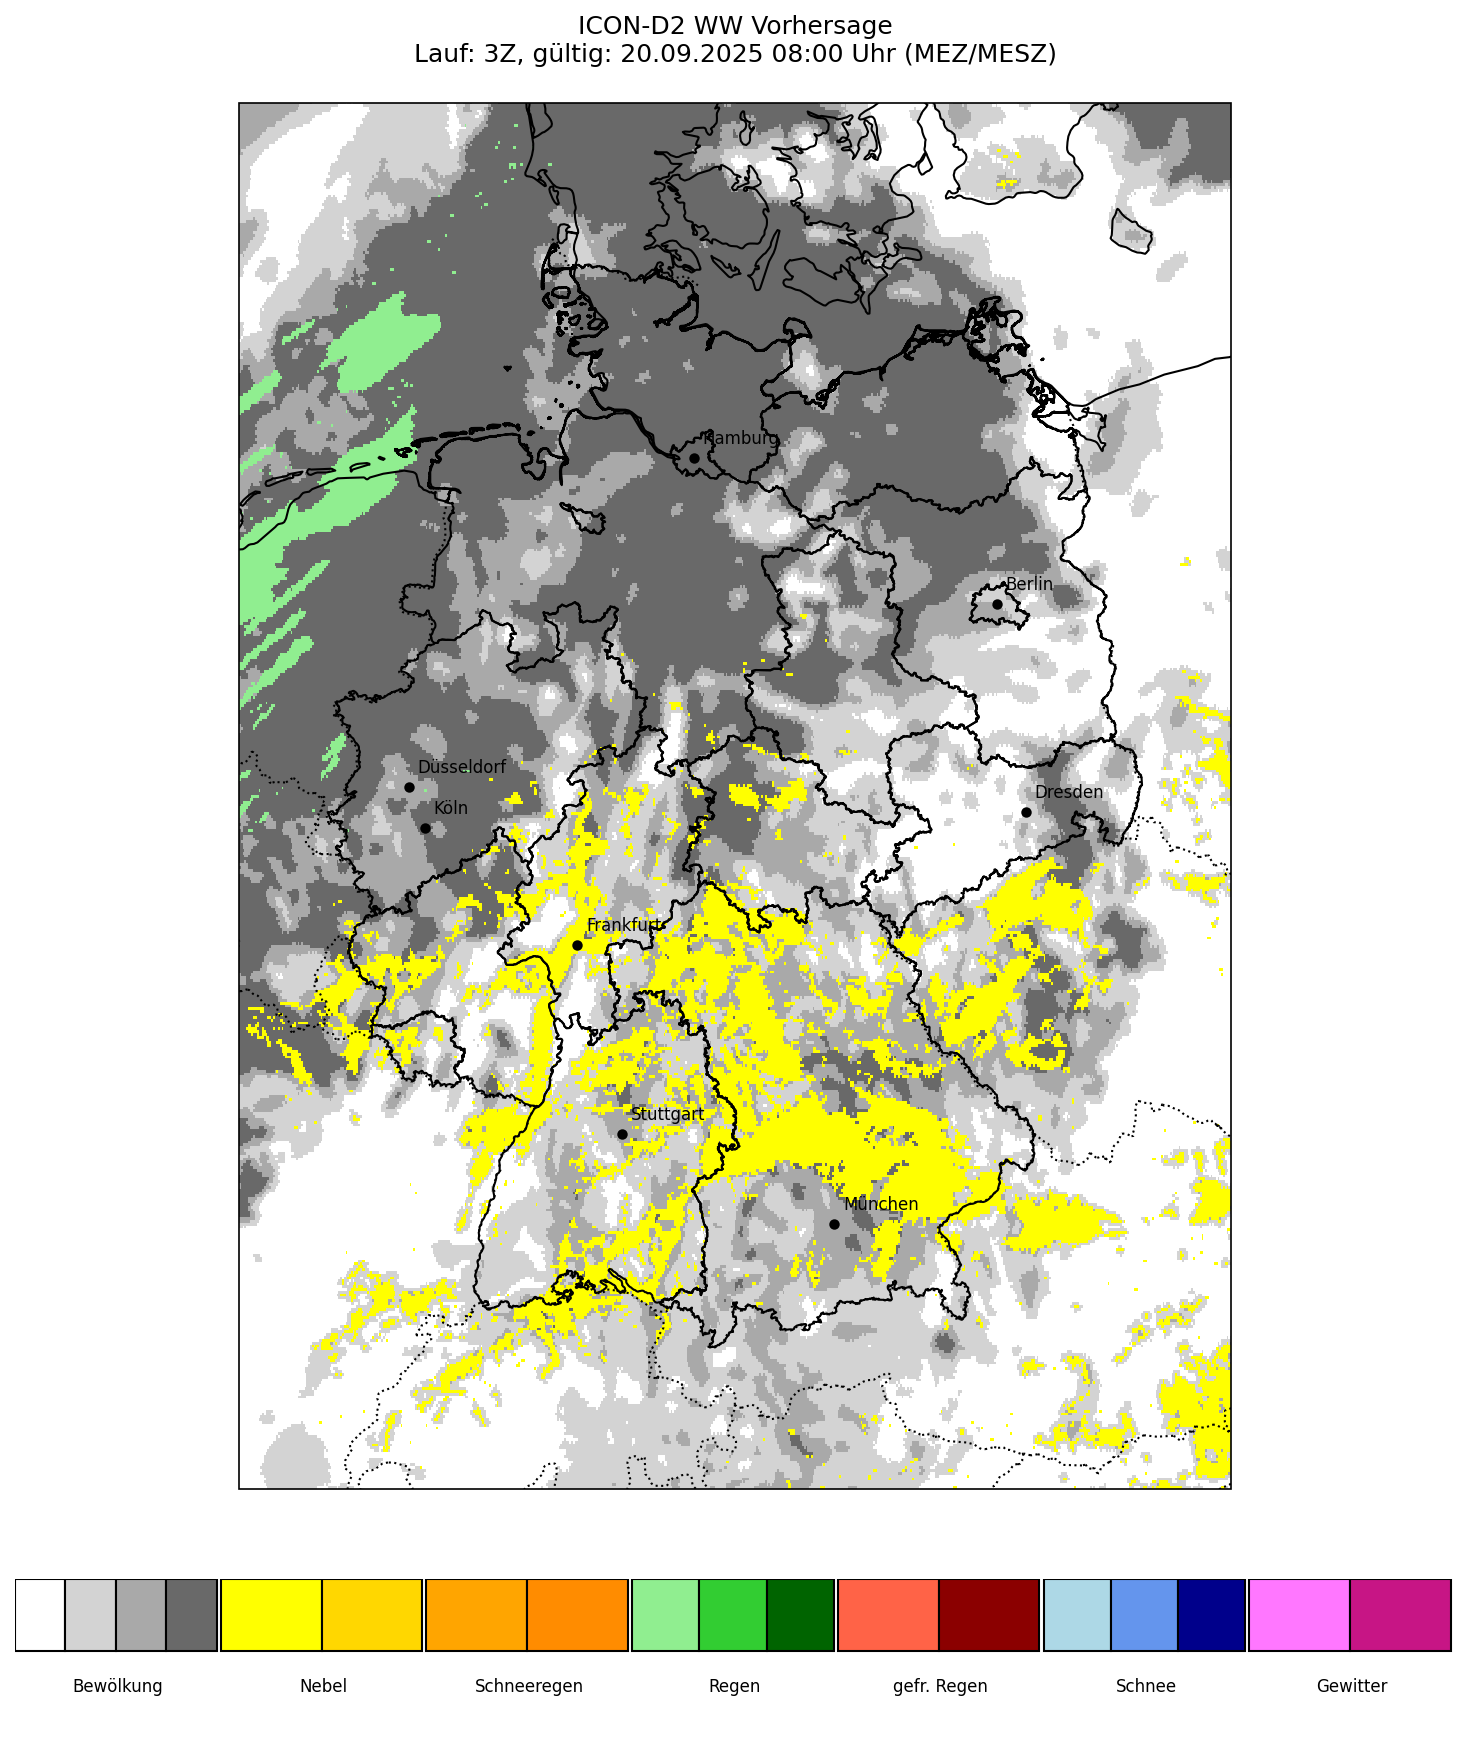 ICON-D2 WW Vorhersage
Lauf: 3Z, gültig: 20.09.2025 08:00 Uhr (MEZ/MESZ)
Hamburg
Berlin
Düsseldorf
Köln
Dresden
Frankfurt
Stuttgart
München
Bewölkung
Nebel
Schneeregen
Regen
gefr. Regen
Schnee
Gewitter